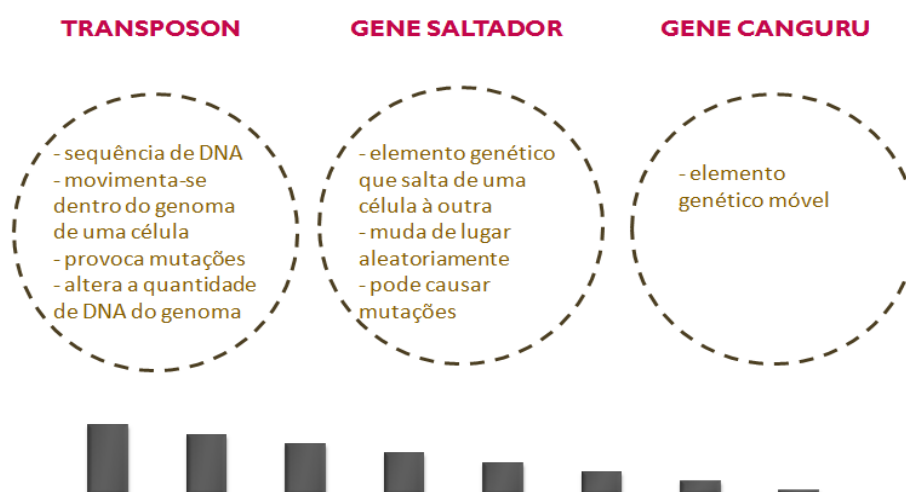 TRANSPOSON
GENE SALTADOR
GENE CANGURU
- sequência de DNA
- movimenta-se
dentro do genoma
de uma célula
- provoca mutações
- altera a quantidade
de DNA do genoma
- elemento genético
que salta de uma
célula à outra
- muda de lugar
aleatoriamente
- pode causar
mutações
- elemento
genético móvel